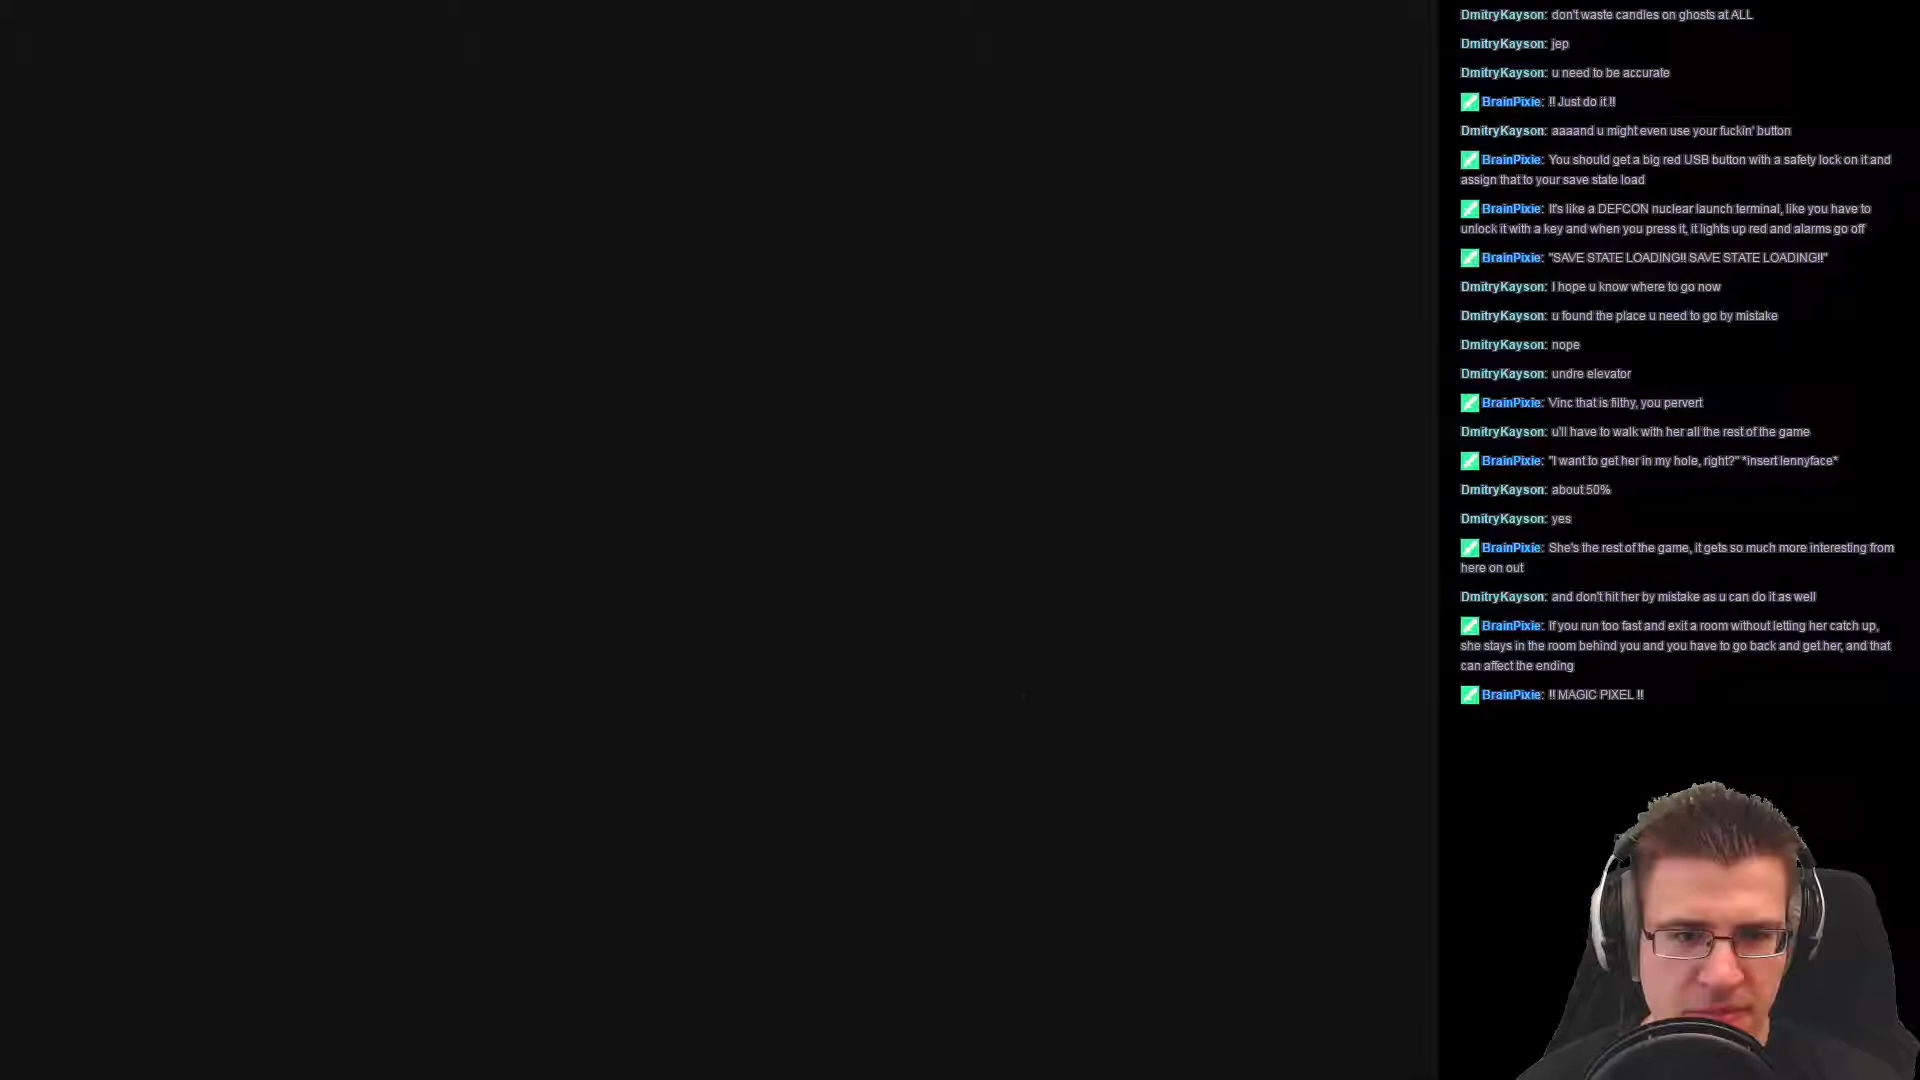 DmitryKayson: don't waste candles on ghosts at ALL
DmitryKayson: jep
DmitryKayson: u need to be accurate
BrainPixie: !! Just do it !!
DmitryKayson: aaaand u might even use your fuckin' button
BrainPixie: You should get a big red USB button with a safety lock on it and
assign that to your save state load
BrainPixie: It's like a DEFCON nuclear launch terminal, like you have to
unlock it with a key and when you press it, it lights up red and alarms go off
BrainPixie: "SAVE STATE LOADING!! SAVE STATE LOADING!!"
DmitryKayson: I hope u know where to go now
DmitryKayson: u found the place u need to go by mistake
DmitryKayson: nope
DmitryKayson: undre elevator
BrainPixie: Vinc that is filthy, you pervert
DmitryKayson: u'll have to walk with her all the rest of the game
BrainPixie: "I want to get her in my hole, right?" *insert lennyface*
DmitryKayson: about 50%
DmitryKayson: yes
BrainPixie: She's the rest of the game, it gets so much more interesting from
here on out
DmitryKayson: and don't hit her by mistake as u can do it as well
BrainPixie: If you run too fast and exit a room without letting her catch up,
she stays in the room behind you and you have to go back and get her, and that
can affect the ending
BrainPixie: !! MAGIC PIXEL !!